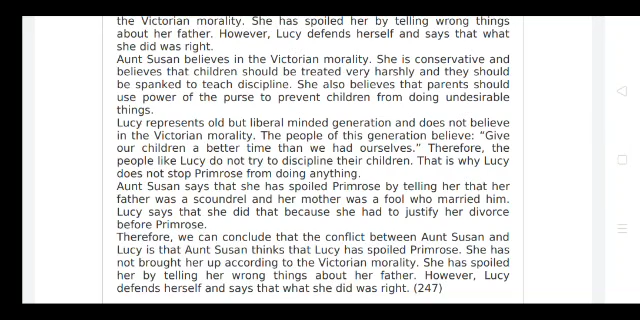 the Victorian morality. She has spoiled her by telling wrong things
about her father. However, Lucy defends herself and says that what
she did was right.
Aunt Susan believes in the Victorian morality. She is conservative and
believes that children should be treated very harshly and they should
be spanked to teach discipline. She also believes that parents should
use power of the purse to prevent children from doing undesirable
things.
Lucy represents old but liberal minded generation and does not believe
in the Victorian morality. The people of this generation believe: “Give
our children a better time than we had ourselves.” Therefore, the
people like Lucy do not try to discipline their children. That is why Lucy
does not stop Primrose from doing anything.
Aunt Susan says that she has spoiled Primrose by telling her that her
father was a scoundrel and her mother was a fool who married him.
Lucy says that she did that because she had to justify her divorce
before Primrose.
Therefore, we can conclude that the conflict between Aunt Susan and
Lucy is that Aunt Susan thinks that Lucy has spoiled Primrose. She has
not brought her up according to the Victorian morality. She has spoiled
her by telling her wrong things about her father. However, Lucy
defends herself and says that what she did was right. (247)